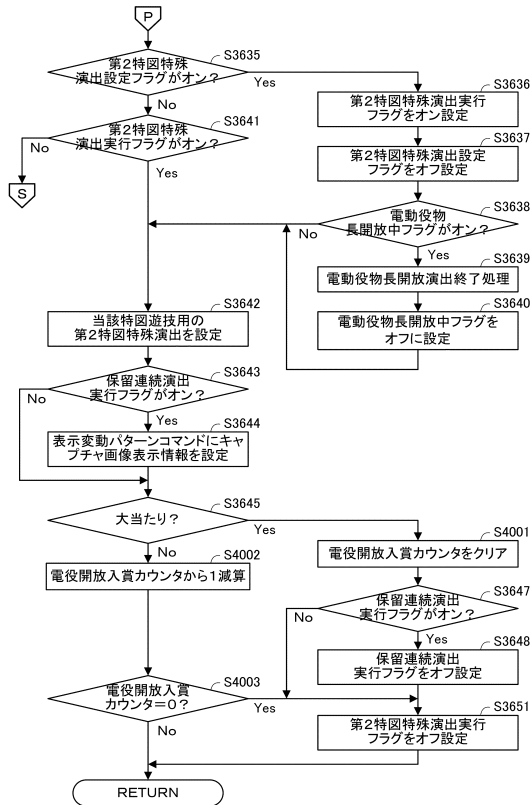 P
S3635
第2特図特殊
演出設定フラグがオン?
Yes
No
S3636
第2特図特殊演出実行
フラグをオン設定
S3641
第2特図特殊
演出実行フラグがオン?
No
Yes
S
S3637
第2特図特殊演出設定
フラグをオフ設定
S3638
電動役物
長開放中フラグがオン?
No
Yes
S3639
電動役物長開放演出終了処理
S3640
電動役物長開放中フラグを
オフに設定
S3642
当該特図遊技用の
第2特図特殊演出を設定
S3643
保留連続演出
実行フラグがオン?
No
Yes
S3644
表示変動パターンコマンドにキャ
プチャ画像表示情報を設定
S3645
大当たり?
Yes
No
S4001
電役開放入賞カウンタをクリア
S4002
電役開放入賞カウンタから1減算
S3647
保留連続演出
実行フラグがオン?
No
Yes
S3648
保留連続演出
実行フラグをオフ設定
S4003
電役開放入賞
カウンタ=0?
Yes
No
S3651
第2特図特殊演出実行
フラグをオフ設定
RETURN